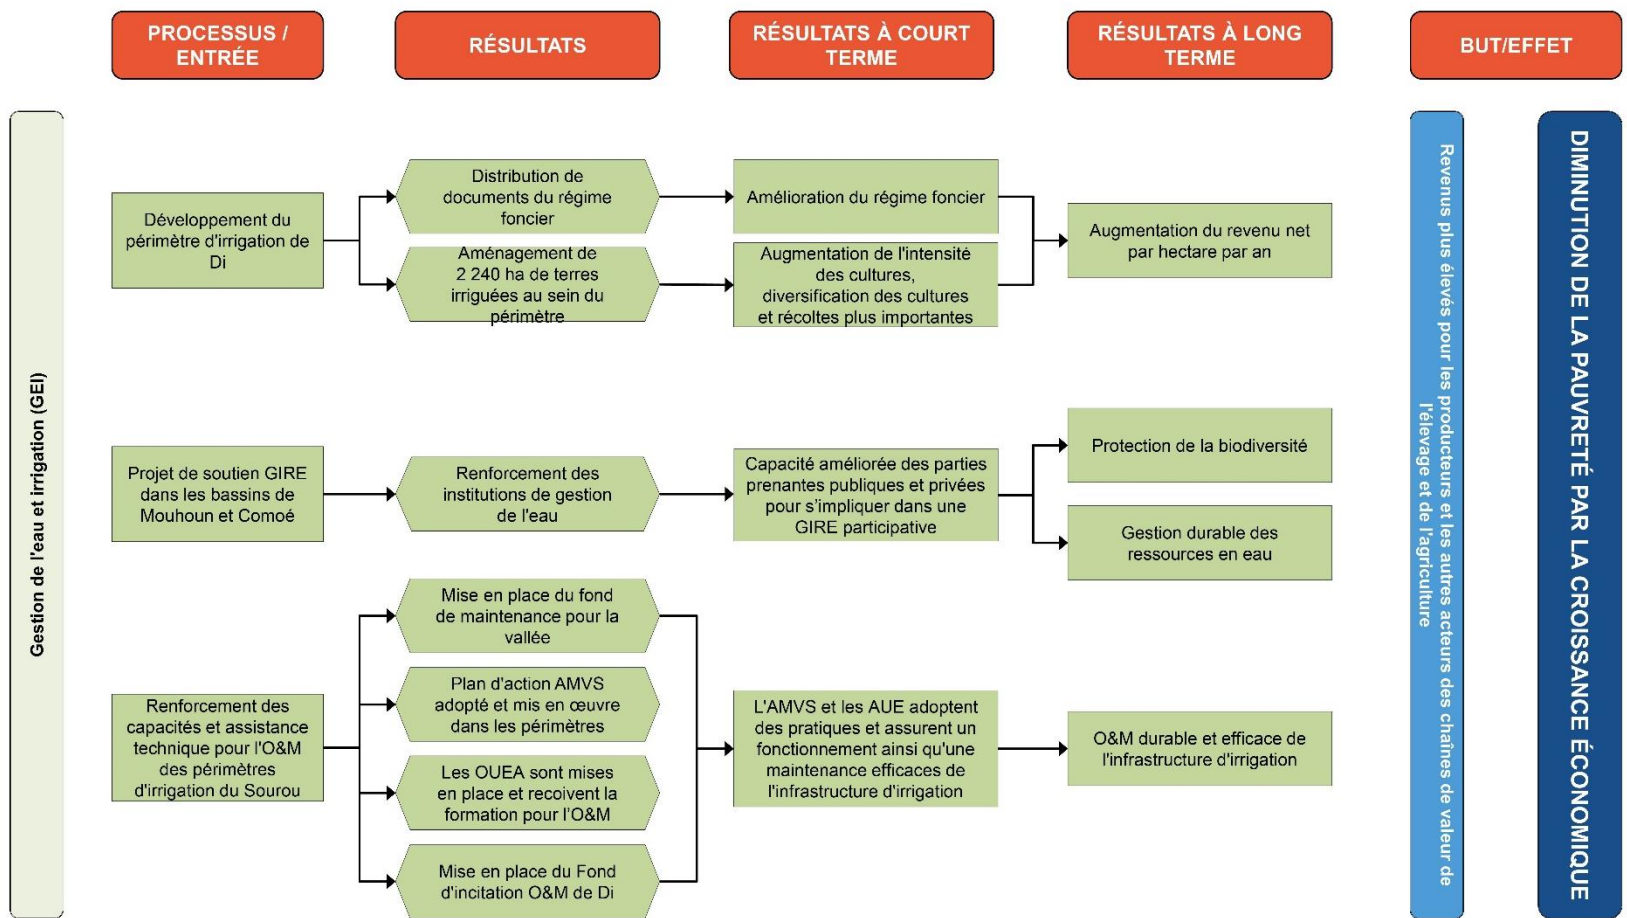 PROCESSUS /
ENTRÉE
RÉSULTATS
RÉSULTATS À COURT
TERME
RÉSULTATS À LONG
TERME
BUT/EFFET
Gestion de l'eau et irrigation (GEI)
Développement du
périmètre d'irrigation de
Di
Distribution de
documents du régime
foncier
Amélioration du régime foncier
Aménagement de
2 240 ha de terres
irriguées au sein du
périmètre
Augmentation de l'intensité
des cultures,
diversification des cultures
et récoltes plus importantes
Augmentation du revenu net
par hectare par an
Projet de soutien GIRE
dans les bassins de
Mouhoun et Comoé
Renforcement des
institutions de gestion
de l'eau
Capacité améliorée des parties
prenantes publiques et privées
pour s’impliquer dans une
GIRE participative
Protection de la biodiversité
Gestion durable des
ressources en eau
Renforcement des
capacités et assistance
technique pour l'O&M
des périmètres
d'irrigation du Sourou
Mise en place du fond
de maintenance pour la
vallée
Plan d'action AMVS
adopté et mis en œuvre
dans les périmètres
Les OUEA sont mises
en place et recoivent la
formation pour l’O&M
Mise en place du Fond
d'incitation O&M de Di
L'AMVS et les AUE adoptent
des pratiques et assurent un
fonctionnement ainsi qu'une
maintenance efficaces de
l'infrastructure d'irrigation
O&M durable et efficace de
l'infrastructure d'irrigation
Revenus plus élevés pour les producteurs et les autres acteurs des chaînes de valeur de
l'élevage et de l'agriculture
DIMINUTION DE LA PAUVRETÉ PAR LA CROISSANCE ÉCONOMIQUE